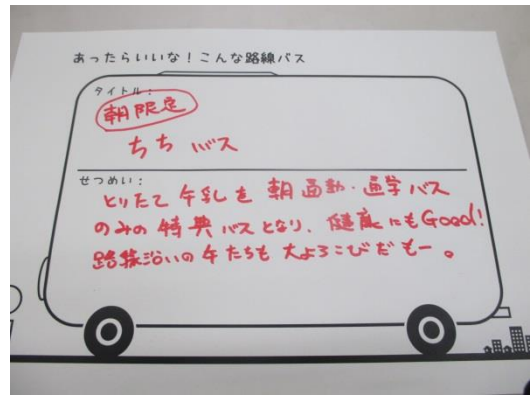 あったらいいな！こんな路線バス
タイトル：
朝限定
ちちバス
せつめい：
とりたて牛乳を朝通勤・通学バス
のみの特典バスとなり、健康にもGood!
路線沿いの牛たちも大よろこびだもー。